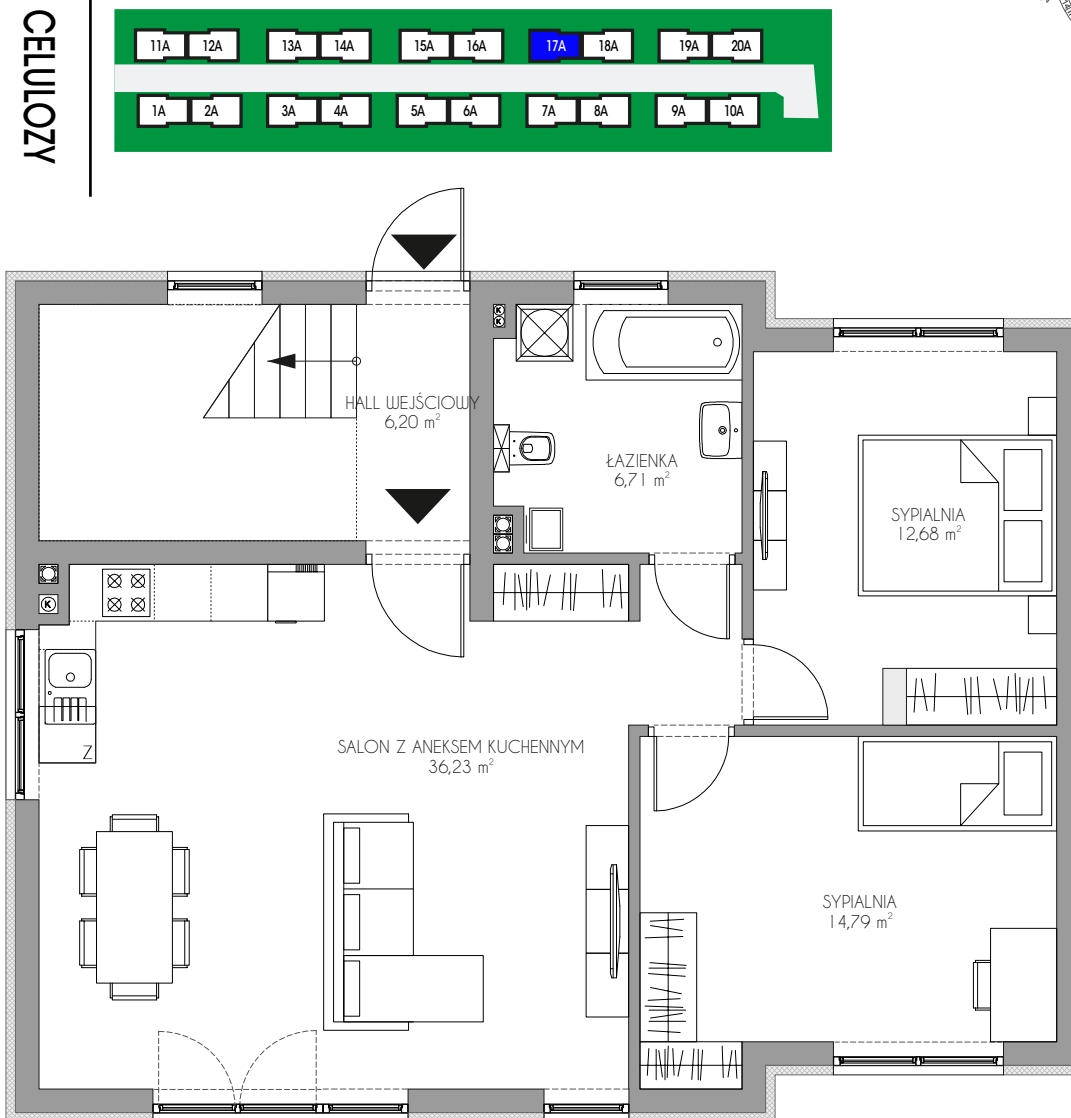 CELULOZY
11A 12A 13A 14A 15A 16A 17A 18A 19A 20A
1A 2A 3A 4A 5A 6A 7A 8A 9A 10A
HALL WEJŚCIOWY
6,20 m²
K
K
ŁAZIENKA
6,71 m²
SYPIALNIA
12,68 m²
K
Z
SALON Z ANEKSEM KUCHENNYM
36,23 m²
SYPIALNIA
14,79 m²